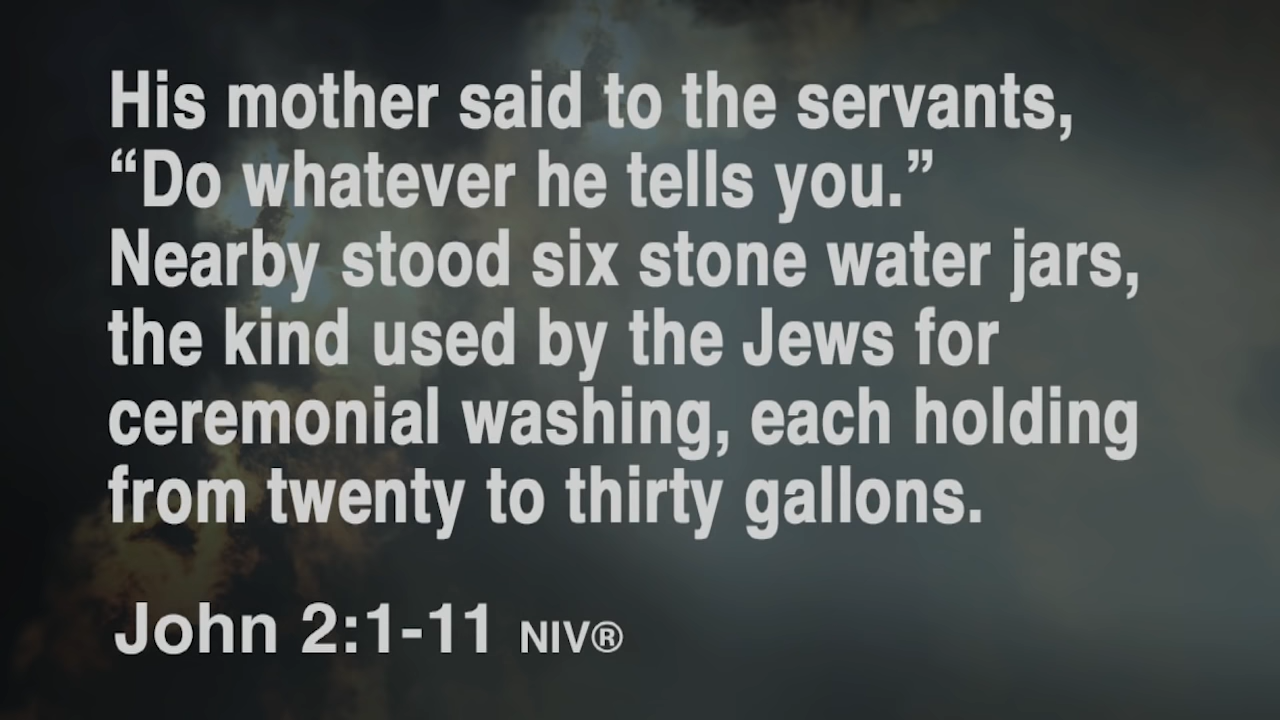 His mother said to the servants,
“Do whatever he tells you.”
Nearby stood six stone water jars,
the kind used by the Jews for
ceremonial washing, each holding
from twenty to thirty gallons.
John 2:1-11 NIV®